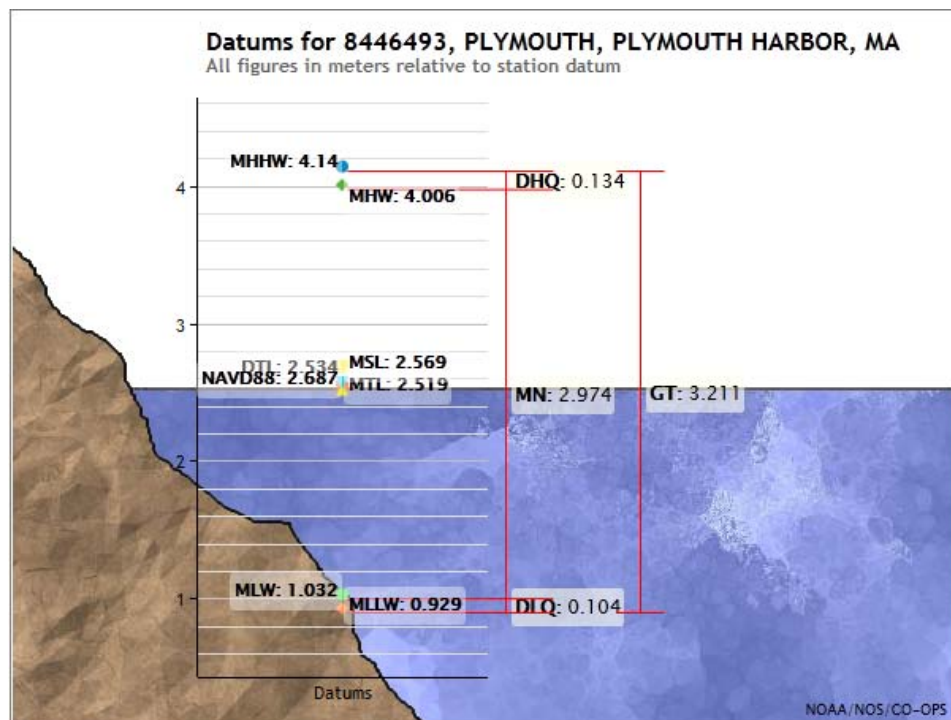 Datums for 8446493, PLYMOUTH, PLYMOUTH HARBOR, MA
All figures in meters relative to station datum
MHHW: 4.14
DHQ: 0.134
4
MHW: 4.006
3
DTL: 2.534
MSL: 2.569
NAVD88: 2.687
MTL: 2.519
MN: 2.974
GT: 3.211
2
MLW: 1.032
1
MLLW: 0.929
DLQ: 0.104
Datums
NOAA/NOS/CO-OPS